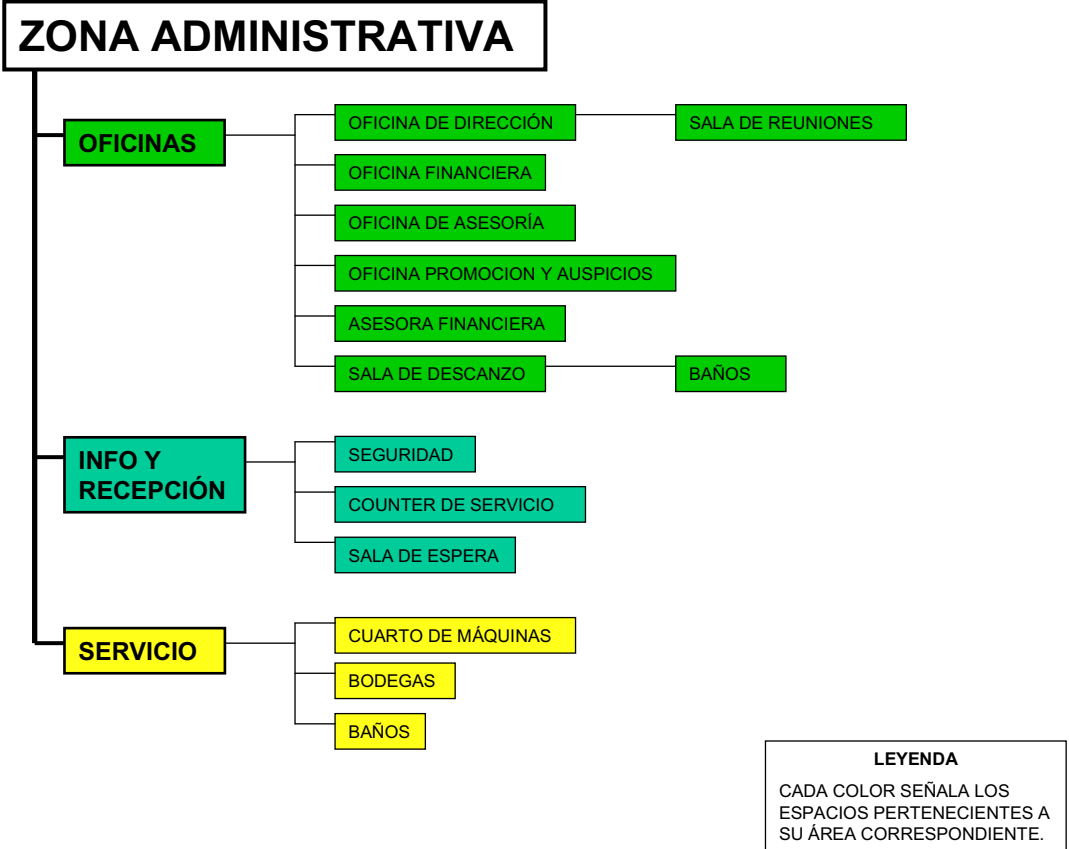 ZONA ADMINISTRATIVA
OFICINAS
OFICINA DE DIRECCIÓN
SALA DE REUNIONES
OFICINA FINANCIERA
OFICINA DE ASESORÍA
OFICINA PROMOCION Y AUSPICIOS
ASESORA FINANCIERA
SALA DE DESCANZO
BAÑOS
INFO Y
RECEPCIÓN
SEGURIDAD
COUNTER DE SERVICIO
SALA DE ESPERA
SERVICIO
CUARTO DE MÁQUINAS
BODEGAS
BAÑOS
LEYENDA
CADA COLOR SEÑALA LOS
ESPACIOS PERTENECIENTES A
SU ÁREA CORRESPONDIENTE.